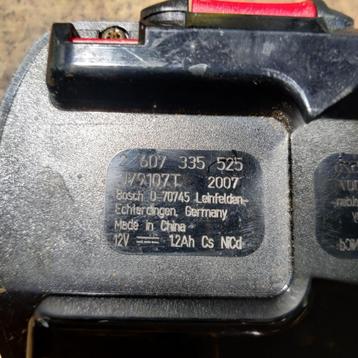 2 607 335 525
2007
Bosch D-70745 Leinfelden-
Echterdingen, Germany
Made in China
12V 1.2Ah Cs NiCd